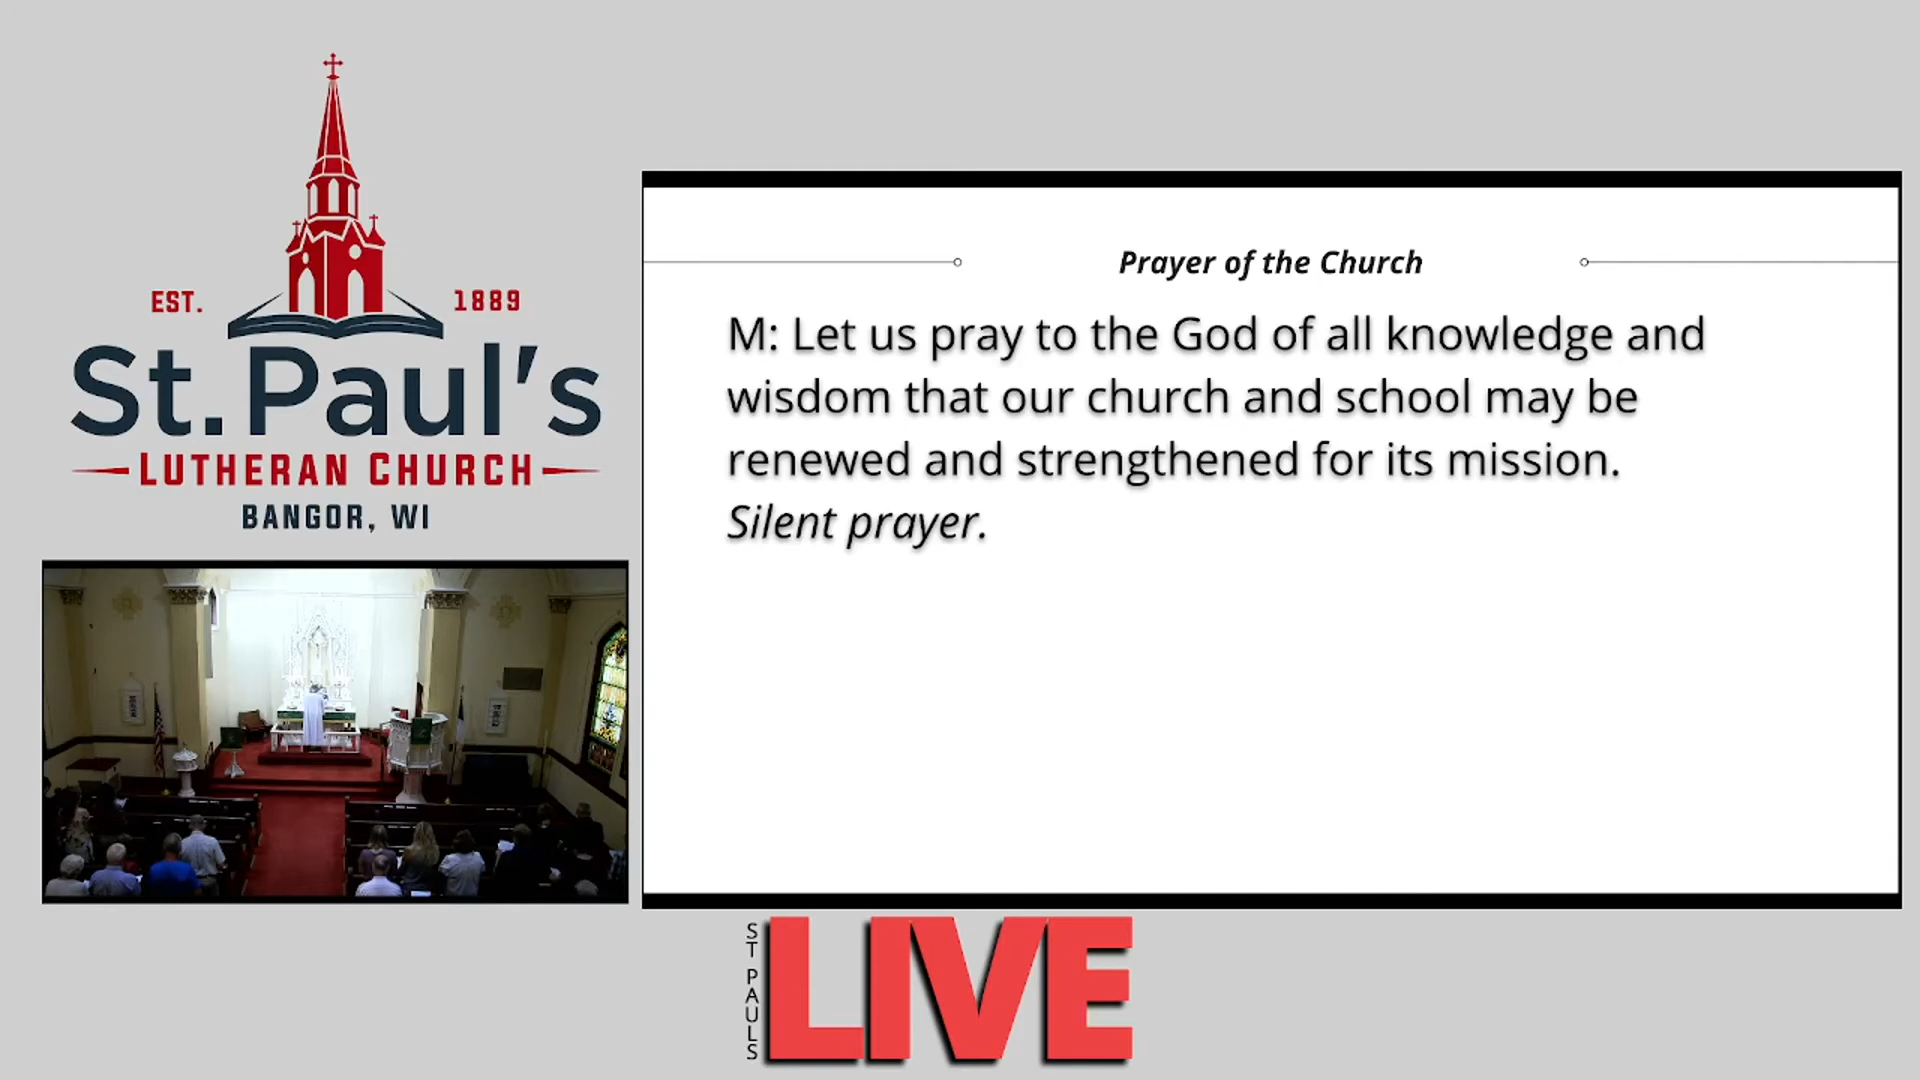 EST. 1889
St. Paul's
LUTHERAN CHURCH
BANGOR, WI
Prayer of the Church
M: Let us pray to the God of all knowledge and
wisdom that our church and school may be
renewed and strengthened for its mission.
Silent prayer.
ST PAULS
LIVE